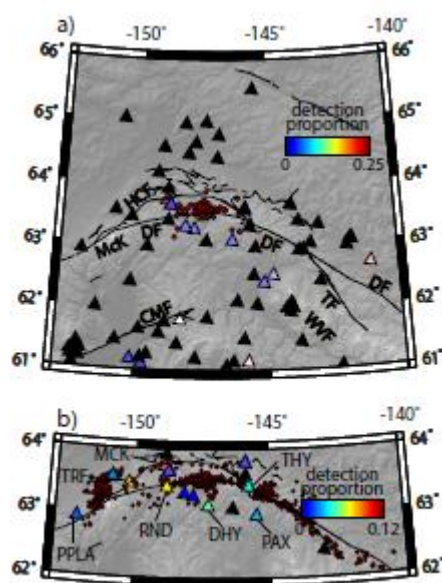 a)
-150° -145° -140°
66° 66°
65° 65°
64° 64°
63° 63°
62° 62°
61° 61°
detection
proportion
0 0.25
HCF
McK
DF
DF
DF
CMF
WVF
TF
b)
-150° -145° -140°
64° 64°
63° 63°
62° 62°
MCK
TRF
THY
RND
DHY
PAX
PPLA
detection
proportion
0 0.12